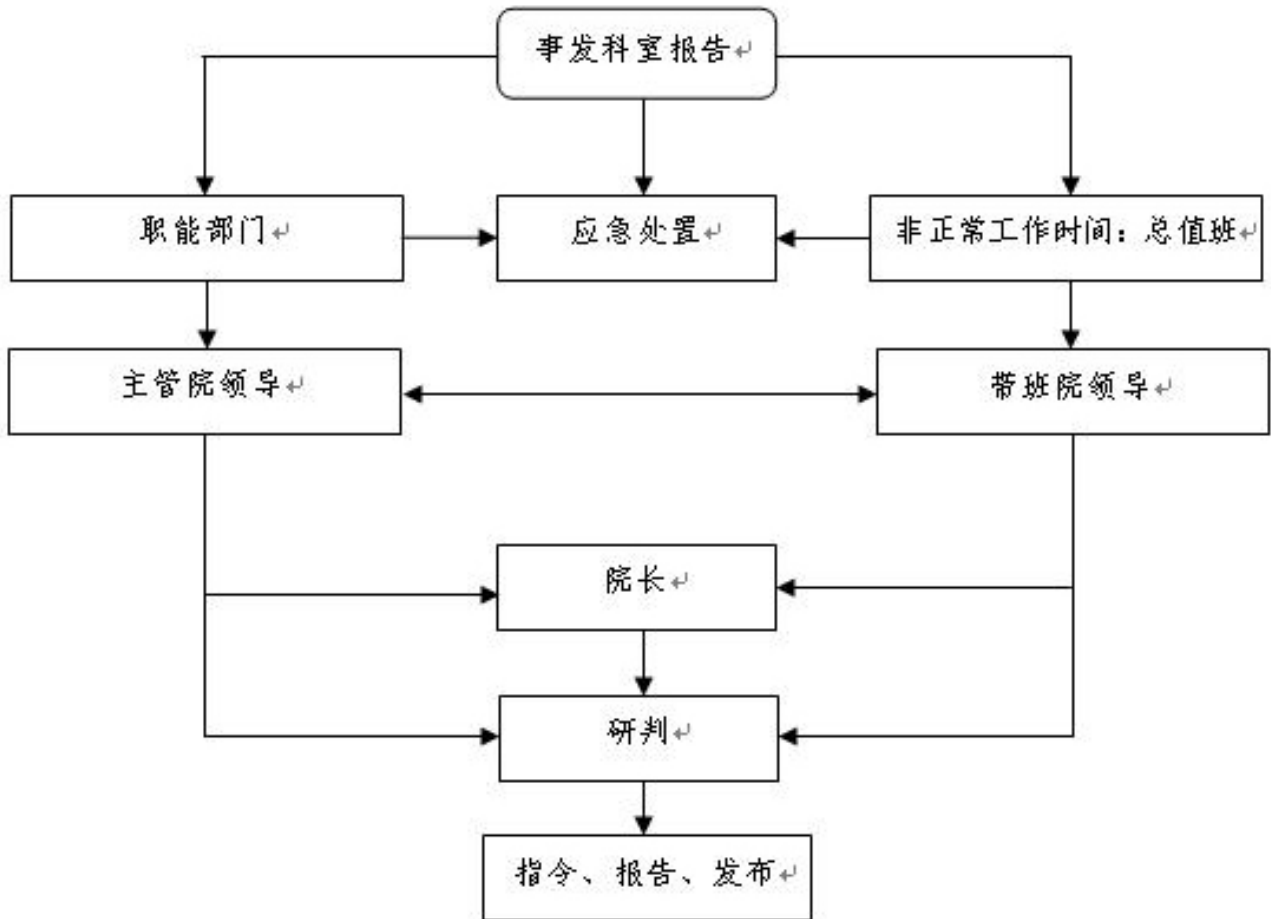 事发科室报告
职能部门
应急处置
非正常工作时间：总值班
主管院领导
带班院领导
院长
研判
指令、报告、发布